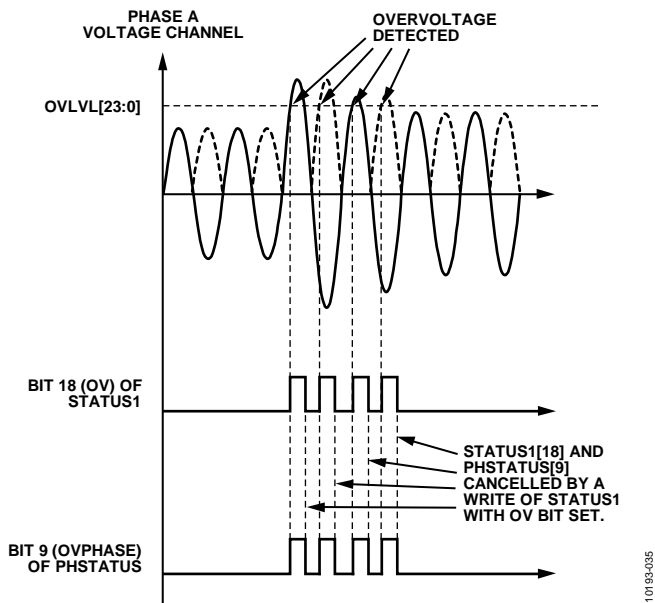 PHASE A
VOLTAGE CHANNEL
OVERVOLTAGE
DETECTED
OVLVL[23:0]
BIT 18 (OV) OF
STATUS1
STATUS1[18] AND
PHSTATUS[9]
CANCELLED BY A
WRITE OF STATUS1
WITH OV BIT SET.
BIT 9 (OVPHASE)
OF PHSTATUS
10193-035